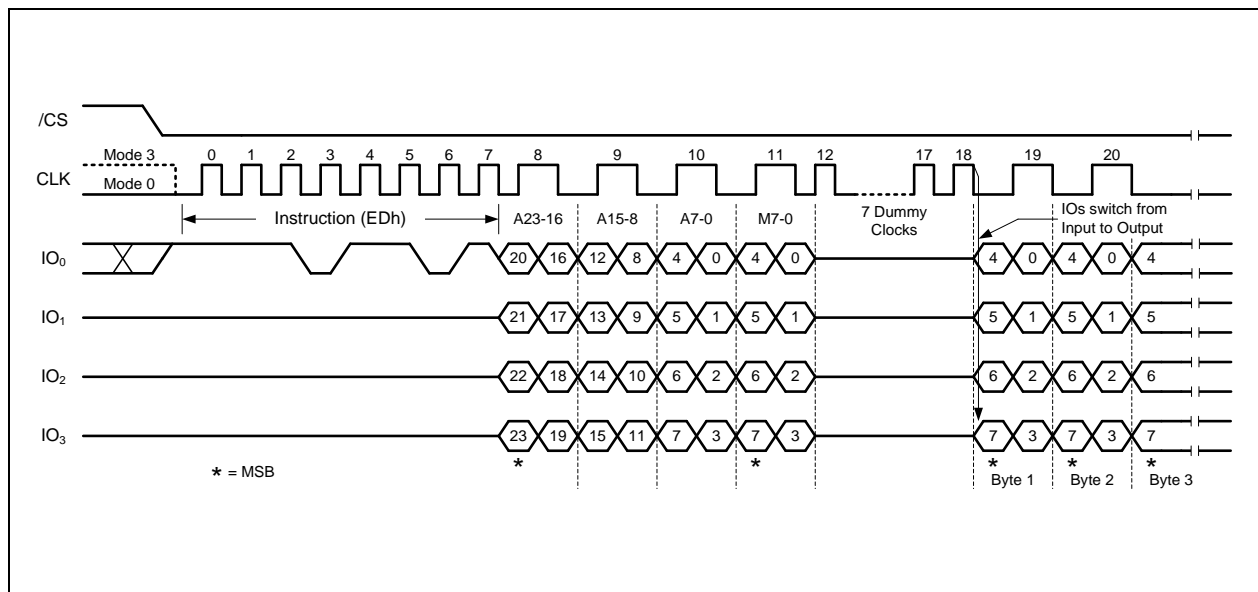 /CS
Mode 3 0 1 2 3 4 5 6 7 8 9 10 11 12 17 18 19 20
CLK Mode 0
Instruction (EDh) A23-16 A15-8 A7-0 M7-0 7 Dummy Clocks IOs switch from Input to Output
IO₀ 20 16 12 8 4 0 4 0 4 0 4 0 4
IO₁ 21 17 13 9 5 1 5 1 5 1 5 1 5
IO₂ 22 18 14 10 6 2 6 2 6 2 6 2 6
IO₃ 23 19 15 11 7 3 7 3 7 3 7 3 7
* * * * *
* = MSB Byte 1 Byte 2 Byte 3